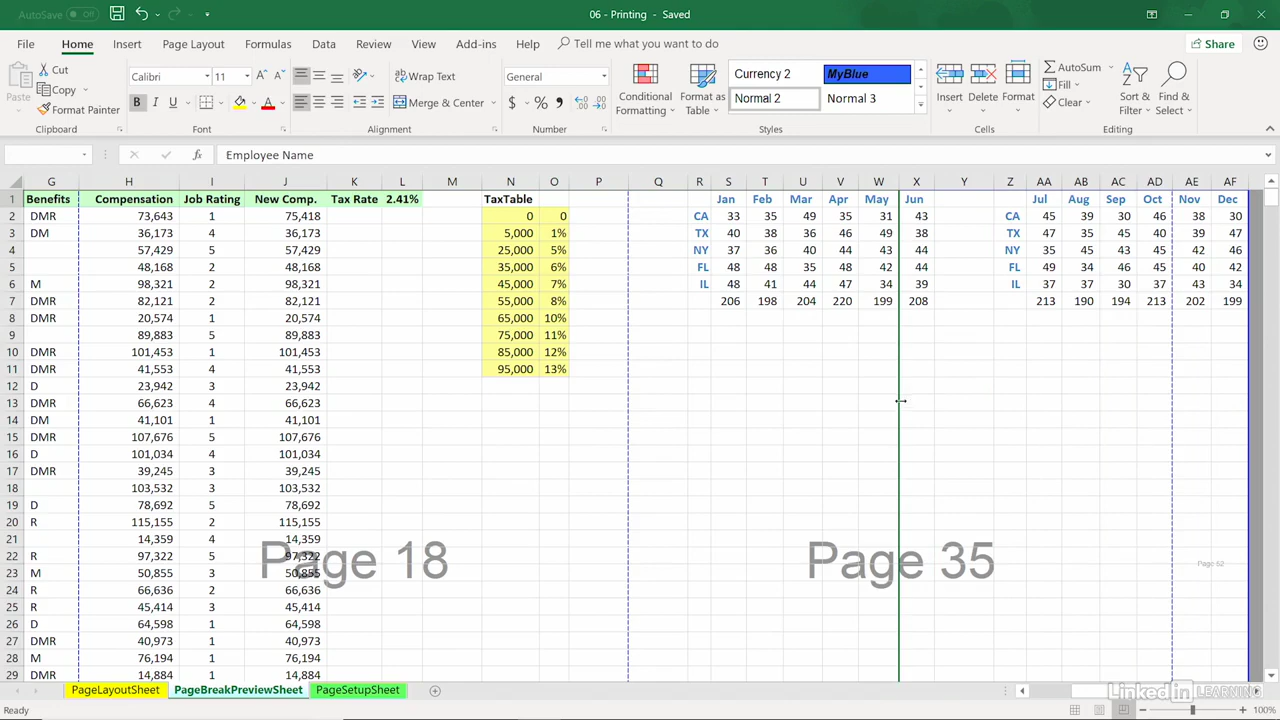 AutoSave Off
06 - Printing - Saved
File Home Insert Page Layout Formulas Data Review View Add-ins Help Tell me what you want to do Share
Cut
Copy
Format Painter
Paste
Clipboard
Calibri 11
B I U
Font
Wrap Text
Merge & Center
Alignment
General
$ % ,
Number
Conditional Formatting
Format as Table
Currency 2 MyBlue
Normal 2 Normal 3
Styles
Insert Delete Format
Cells
AutoSum
Fill
Clear
Sort & Filter
Find & Select
Editing
fx Employee Name
G H I J K L M N O P Q R S T U V W X Y Z AA AB AC AD AE AF
1 Benefits Compensation Job Rating New Comp. Tax Rate 2.41% TaxTable Jan Feb Mar Apr May Jun Jul Aug Sep Oct Nov Dec
2 DMR 73,643 1 75,418 0 0 CA 33 35 49 35 31 43 CA 45 39 30 46 38 30
3 DM 36,173 4 36,173 5,000 1% TX 40 38 36 46 49 38 TX 47 35 45 40 39 47
4 57,429 5 57,429 25,000 5% NY 37 36 40 44 43 44 NY 35 45 43 43 42 46
5 48,168 2 48,168 35,000 6% FL 48 48 35 48 42 44 FL 49 34 46 45 40 42
6 M 98,321 2 98,321 45,000 7% IL 48 41 44 47 34 39 IL 37 37 30 37 43 34
7 DMR 82,121 2 82,121 55,000 8% 206 198 204 220 199 208 213 190 194 213 202 199
8 DMR 20,574 1 20,574 65,000 10%
9 89,883 5 89,883 75,000 11%
10 DMR 101,453 1 101,453 85,000 12%
11 DMR 41,553 4 41,553 95,000 13%
12 D 23,942 3 23,942
13 DMR 66,623 4 66,623
14 DM 41,101 1 41,101
15 DMR 107,676 5 107,676
16 D 101,034 4 101,034
17 DMR 39,245 3 39,245
18 103,532 3 103,532
19 D 78,692 5 78,692
20 R 115,155 2 115,155
21 14,359 4 14,359
22 R 97,322 5 97,322
Page 18 Page 35 Page 52
23 M 50,855 3 50,855
24 R 66,636 2 66,636
25 R 45,414 3 45,414
26 D 64,598 1 64,598
27 DMR 40,973 1 40,973
28 M 76,194 1 76,194
29 DMR 14,884 1 14,884
PageLayoutSheet PageBreakPreviewSheet PageSetupSheet
Linked in LEARNING
Ready 100%